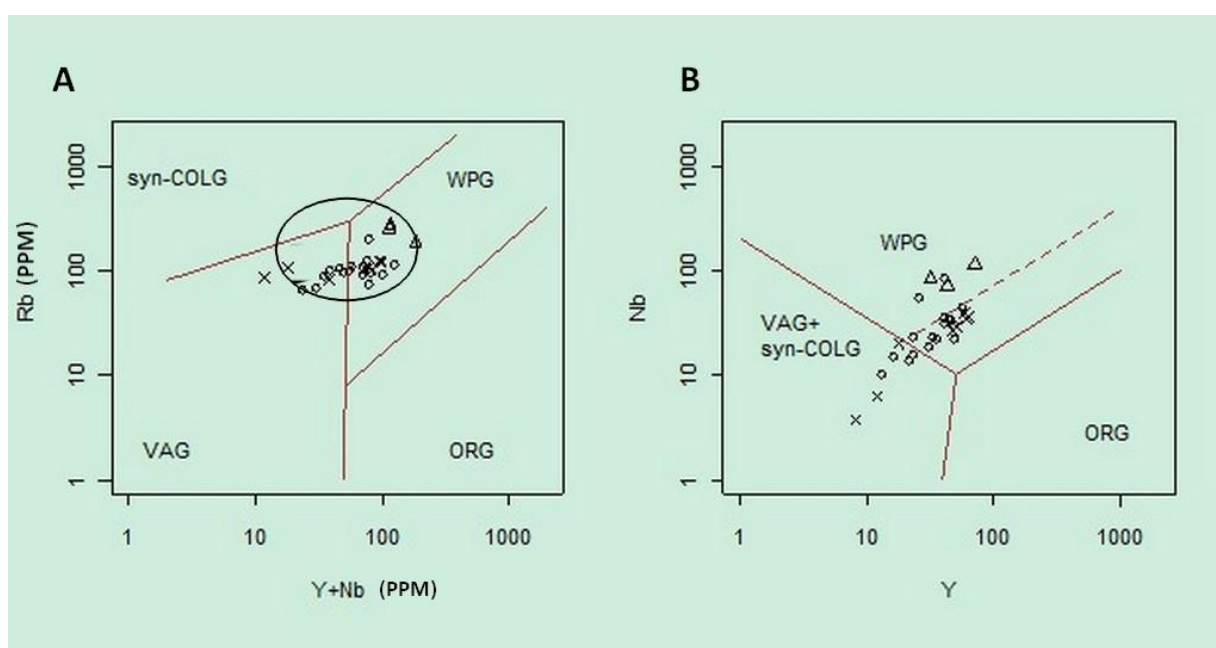 A
Rb (PPM)
1000
100
10
1
syn-COLG
WPG
VAG
ORG
1
10
100
1000
Y+Nb (PPM)
B
Nb
1000
100
10
1
WPG
VAG+
syn-COLG
ORG
1
10
100
1000
Y